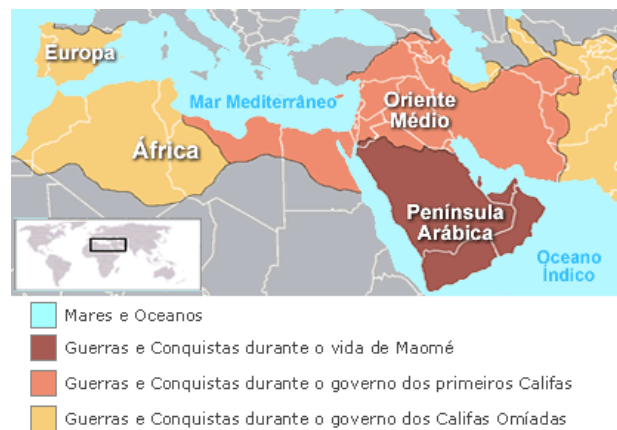 Europa
Mar Mediterrâneo
Oriente
Médio
África
Península
Arábica
Oceano
Índico
Mares e Oceanos
Guerras e Conquistas durante o vida de Maomé
Guerras e Conquistas durante o governo dos primeiros Califas
Guerras e Conquistas durante o governo dos Califas Omíadas